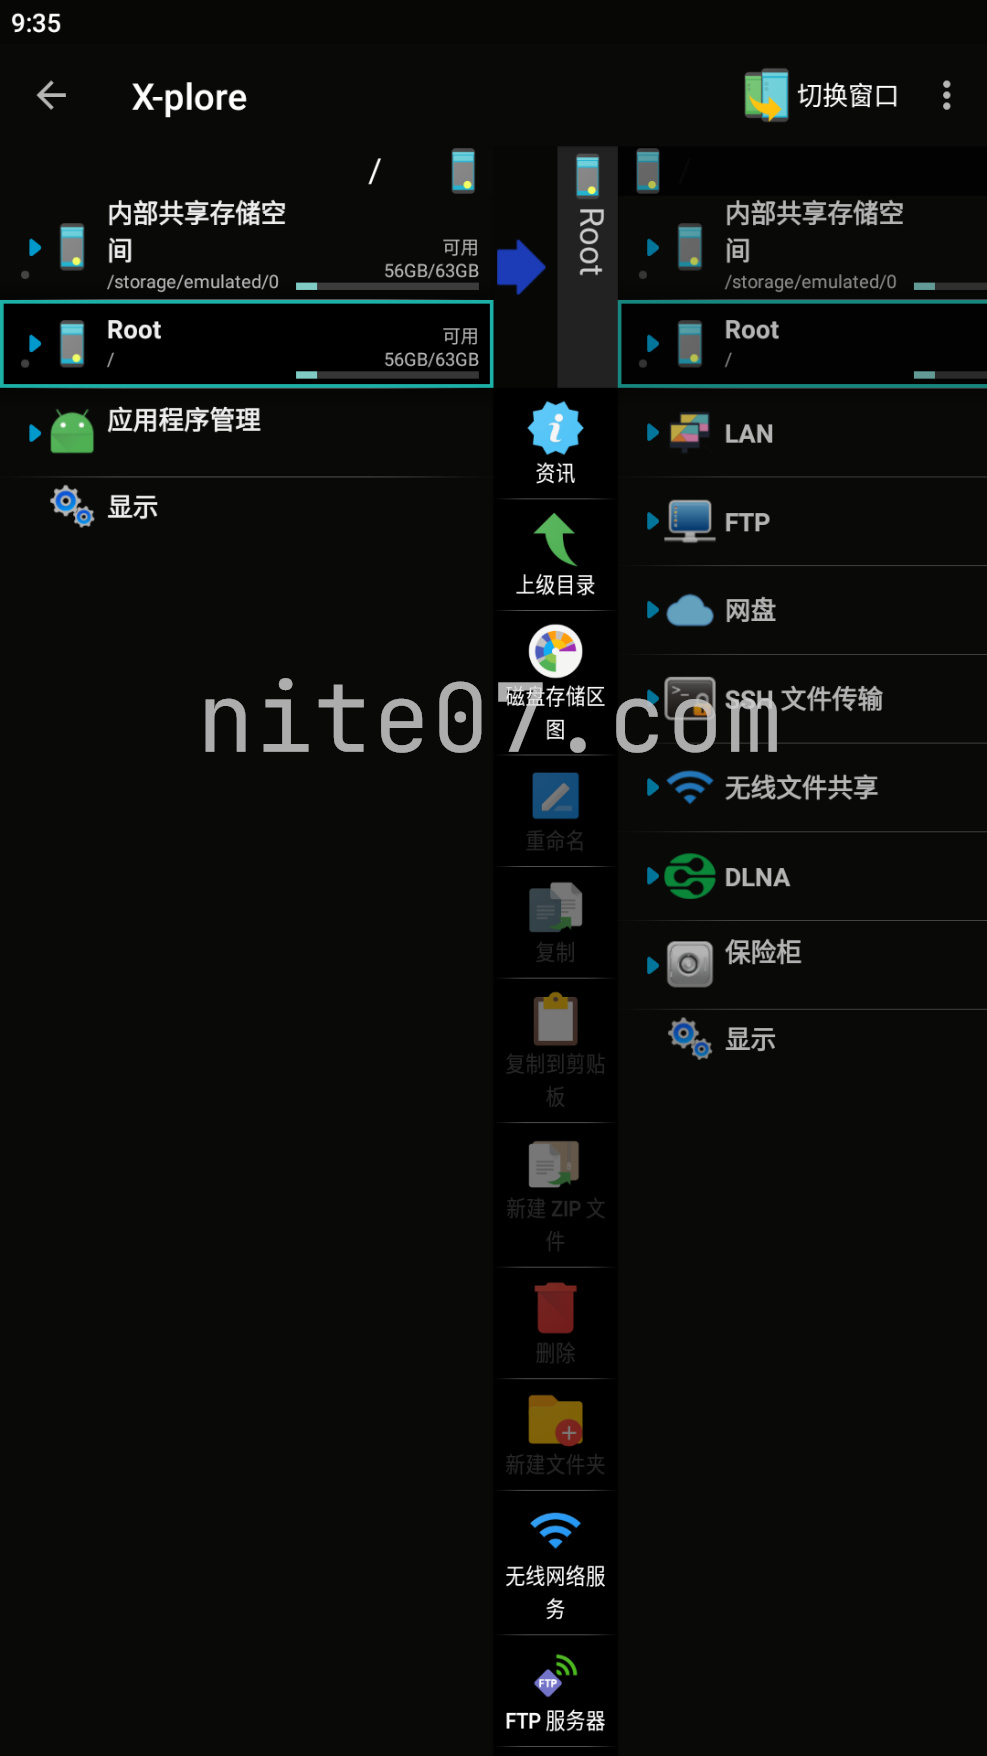 9:35
X-plore
切换窗口
/
内部共享存储空
间
可用
/storage/emulated/0
56GB/63GB
Root
可用
/
56GB/63GB
应用程序管理
显示
Root
资讯
上级目录
磁盘存储区
图
重命名
复制
复制到剪贴
板
新建 ZIP 文
件
删除
新建文件夹
无线网络服
务
FTP
FTP 服务器
/
内部共享存储空
间
/storage/emulated/0
Root
/
LAN
FTP
网盘
SSH 文件传输
无线文件共享
DLNA
保险柜
显示
nite07.com